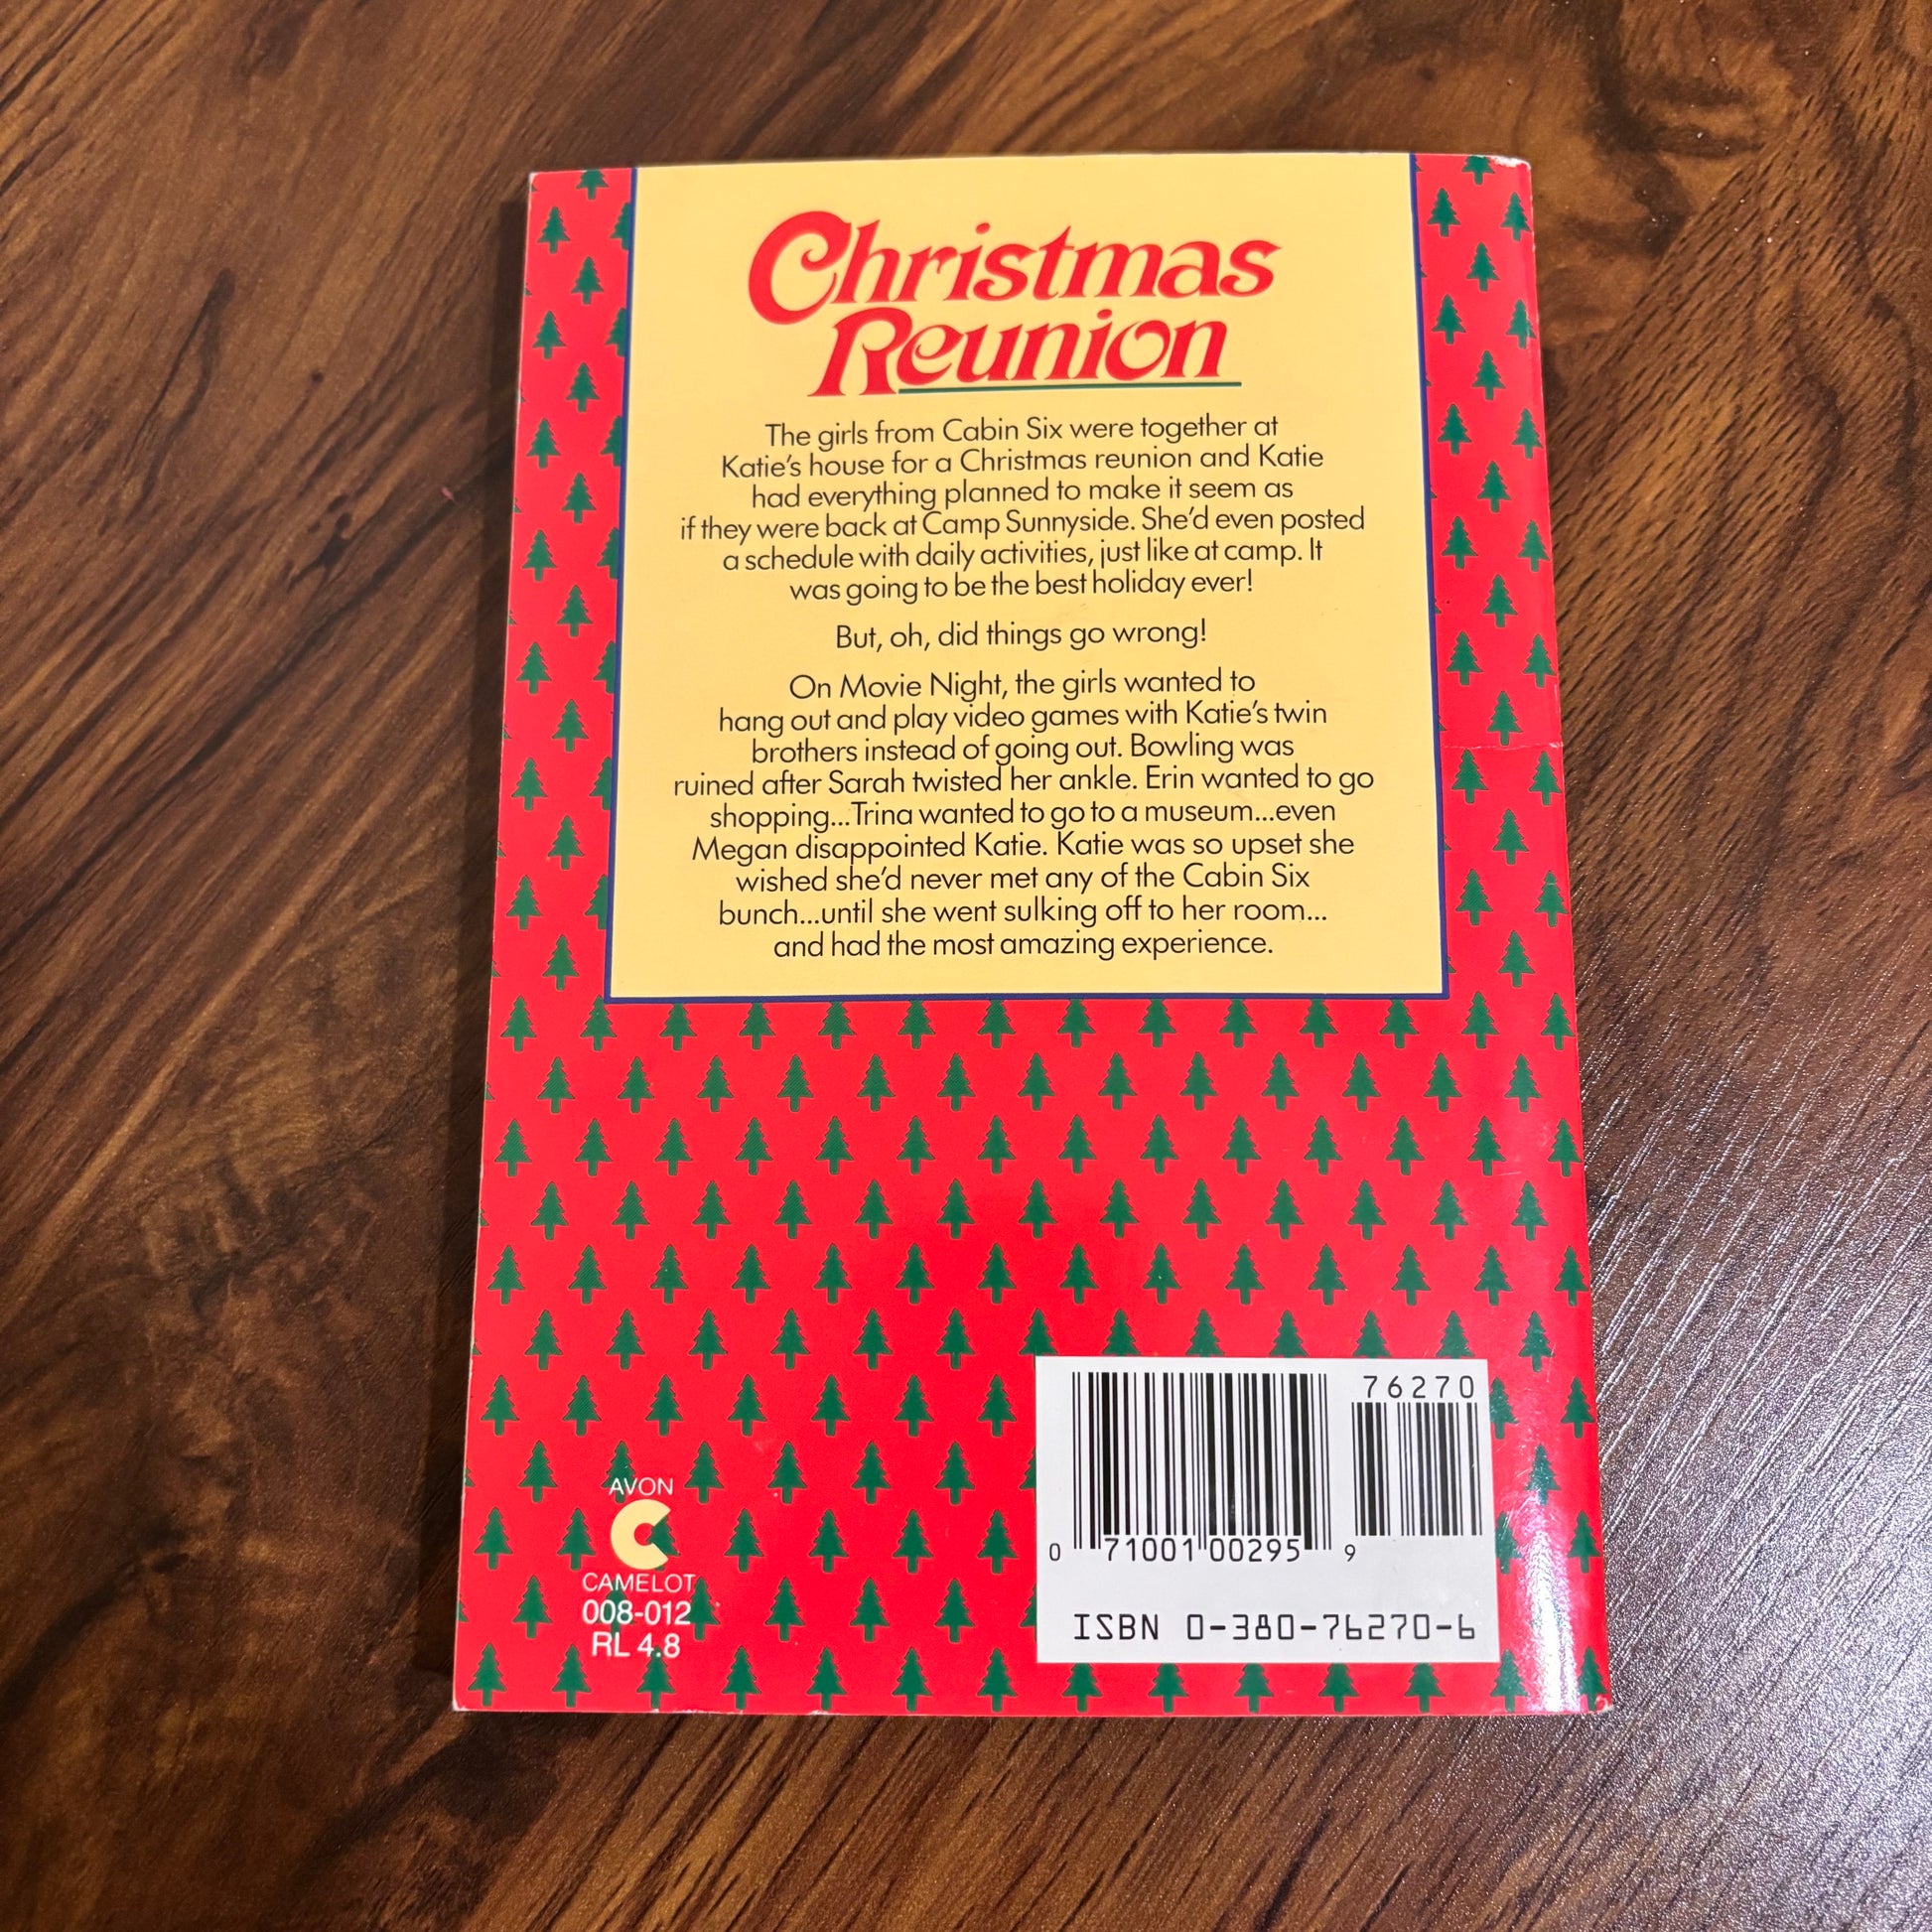 Christmas
Reunion
The girls from Cabin Six were together at
Katie's house for a Christmas reunion and Katie
had everything planned to make it seem as
if they were back at Camp Sunnyside. She'd even posted
a schedule with daily activities, just like at camp. It
was going to be the best holiday ever!
But, oh, did things go wrong!
On Movie Night, the girls wanted to
hang out and play video games with Katie's twin
brothers instead of going out. Bowling was
ruined after Sarah twisted her ankle. Erin wanted to go
shopping...Trina wanted to go to a museum...even
Megan disappointed Katie. Katie was so upset she
wished she'd never met any of the Cabin Six
bunch...until she went sulking off to her room...
and had the most amazing experience.
AVON
CAMELOT
008-012
RL 4.8
76270
0 71001 00295 9
ISBN 0-380-76270-6